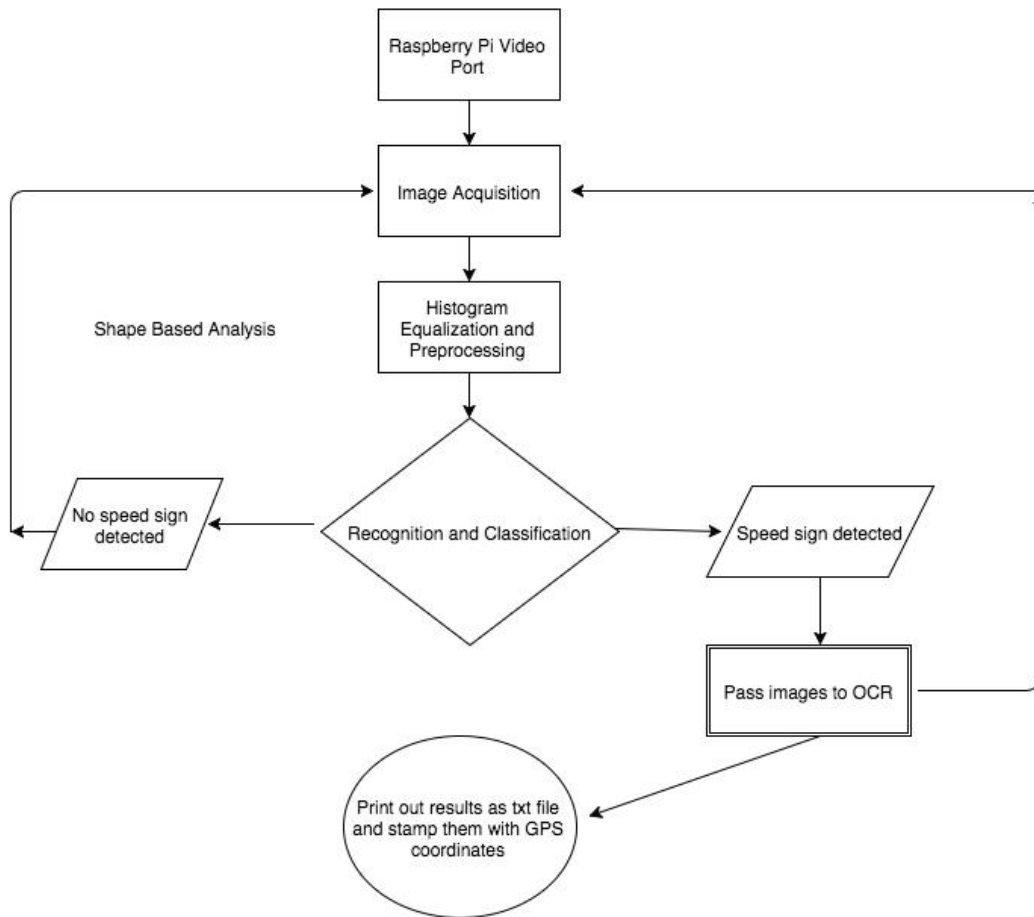 Raspberry Pi Video
Port
Image Acquisition
Histogram
Equalization and
Preprocessing
Shape Based Analysis
No speed sign
detected
Recognition and Classification
Speed sign detected
Pass images to OCR
Print out results as txt file
and stamp them with GPS
coordinates